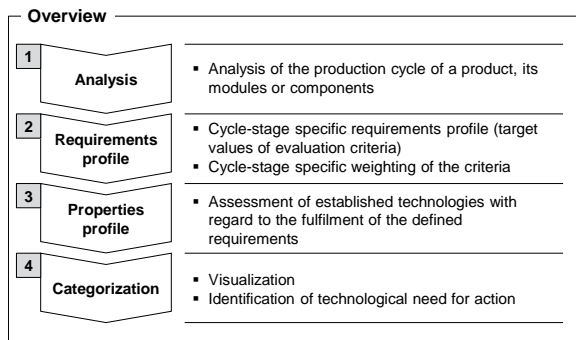 Overview
1
Analysis
▪ Analysis of the production cycle of a product, its
modules or components
2
Requirements
profile
▪ Cycle-stage specific requirements profile (target
values of evaluation criteria)
▪ Cycle-stage specific weighting of the criteria
3
Properties
profile
▪ Assessment of established technologies with
regard to the fulfilment of the defined
requirements
4
Categorization
▪ Visualization
▪ Identification of technological need for action